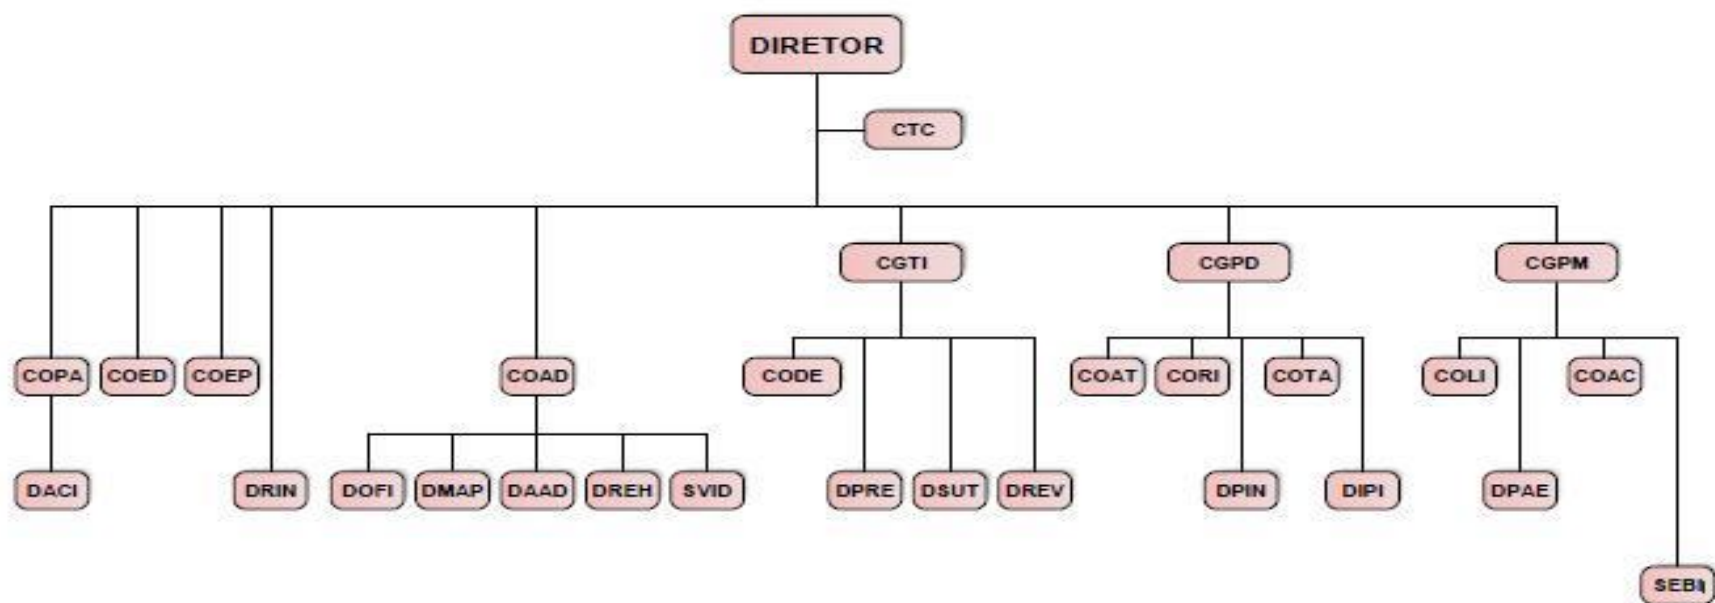 DIRETOR
CTC
CGTI CGPD CGPM
COPA COED COEP COAD CODE COAT CORI COTA COLI COAC
DACI DRIN DOFI DMAP DAAD DREH SVID DPRE DSUT DREV DPIN DIPI DPAE